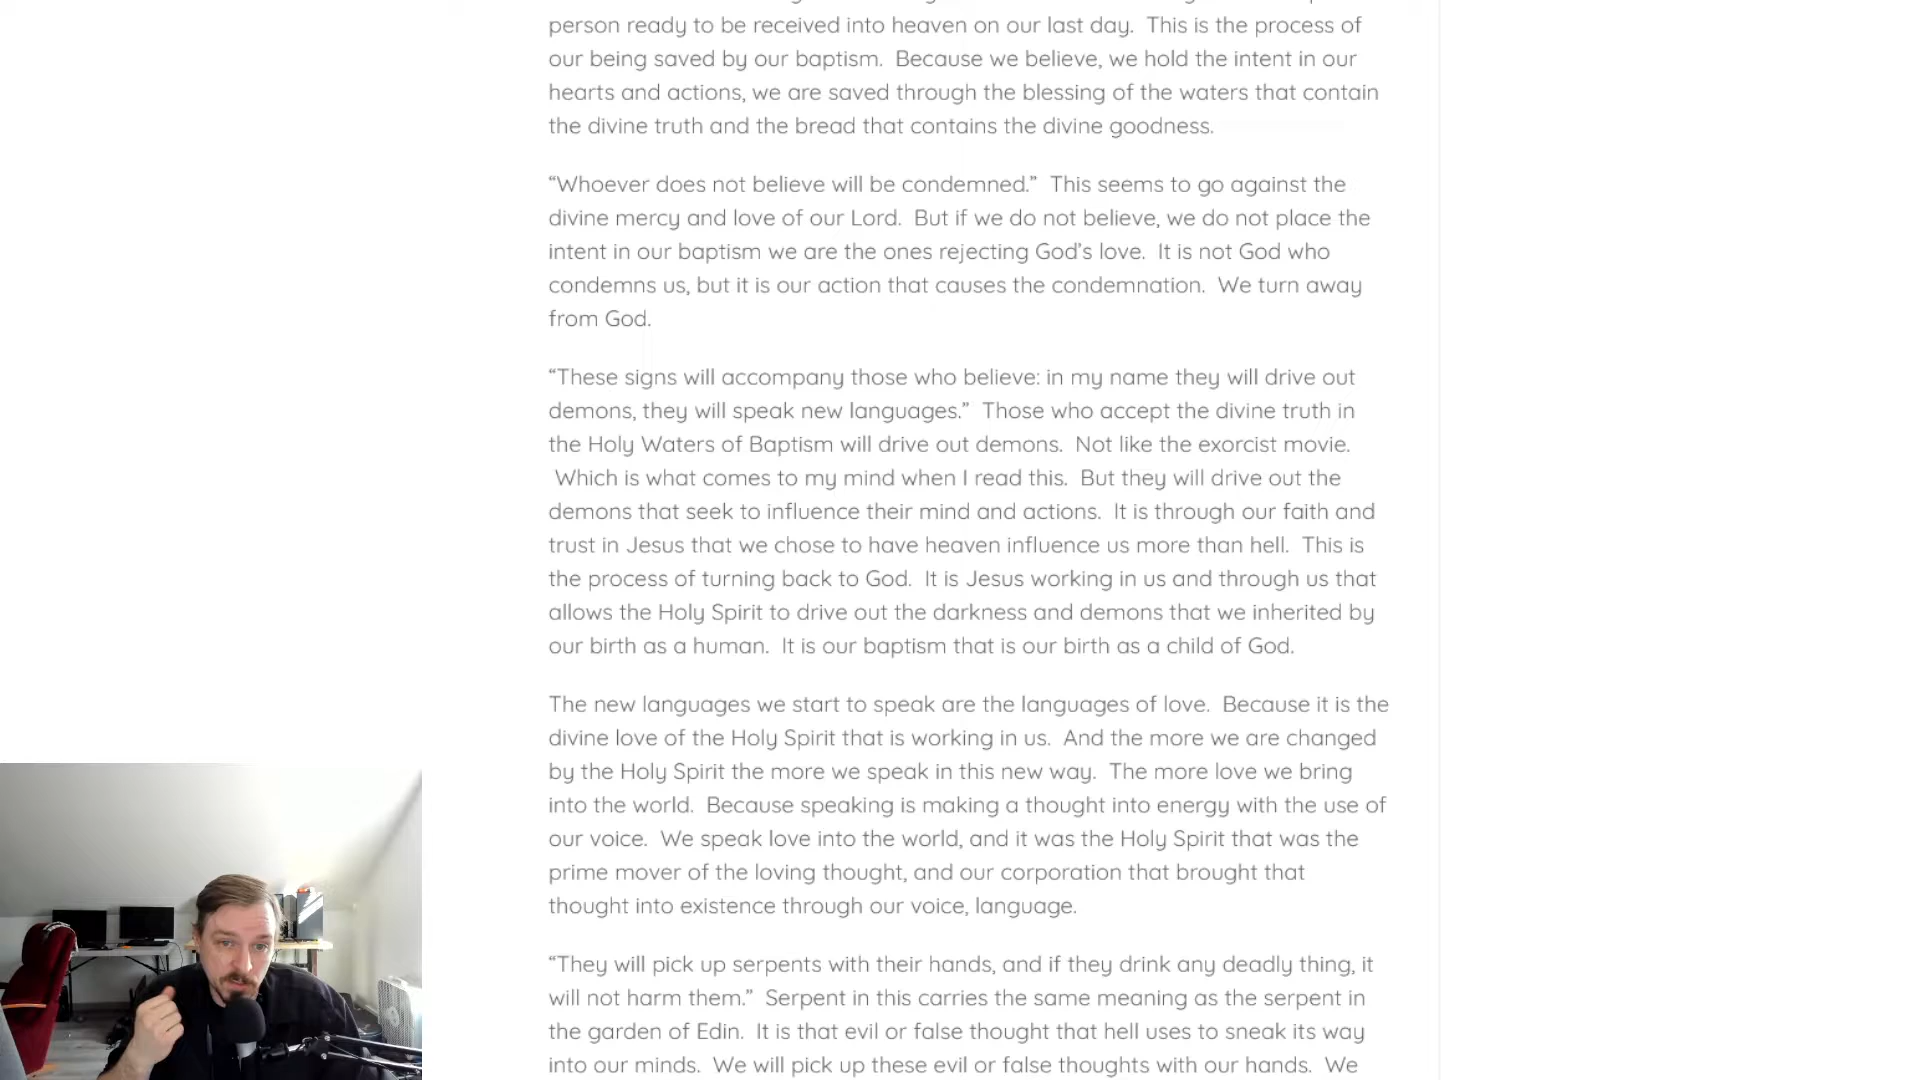 person ready to be received into heaven on our last day. This is the process of
our being saved by our baptism. Because we believe, we hold the intent in our
hearts and actions, we are saved through the blessing of the waters that contain
the divine truth and the bread that contains the divine goodness.
“Whoever does not believe will be condemned.” This seems to go against the
divine mercy and love of our Lord. But if we do not believe, we do not place the
intent in our baptism we are the ones rejecting God’s love. It is not God who
condemns us, but it is our action that causes the condemnation. We turn away
from God.
“These signs will accompany those who believe: in my name they will drive out
demons, they will speak new languages.” Those who accept the divine truth in
the Holy Waters of Baptism will drive out demons. Not like the exorcist movie.
Which is what comes to my mind when I read this. But they will drive out the
demons that seek to influence their mind and actions. It is through our faith and
trust in Jesus that we chose to have heaven influence us more than hell. This is
the process of turning back to God. It is Jesus working in us and through us that
allows the Holy Spirit to drive out the darkness and demons that we inherited by
our birth as a human. It is our baptism that is our birth as a child of God.
The new languages we start to speak are the languages of love. Because it is the
divine love of the Holy Spirit that is working in us. And the more we are changed
by the Holy Spirit the more we speak in this new way. The more love we bring
into the world. Because speaking is making a thought into energy with the use of
our voice. We speak love into the world, and it was the Holy Spirit that was the
prime mover of the loving thought, and our corporation that brought that
thought into existence through our voice, language.
“They will pick up serpents with their hands, and if they drink any deadly thing, it
will not harm them.” Serpent in this carries the same meaning as the serpent in
the garden of Edin. It is that evil or false thought that hell uses to sneak its way
into our minds. We will pick up these evil or false thoughts with our hands. We